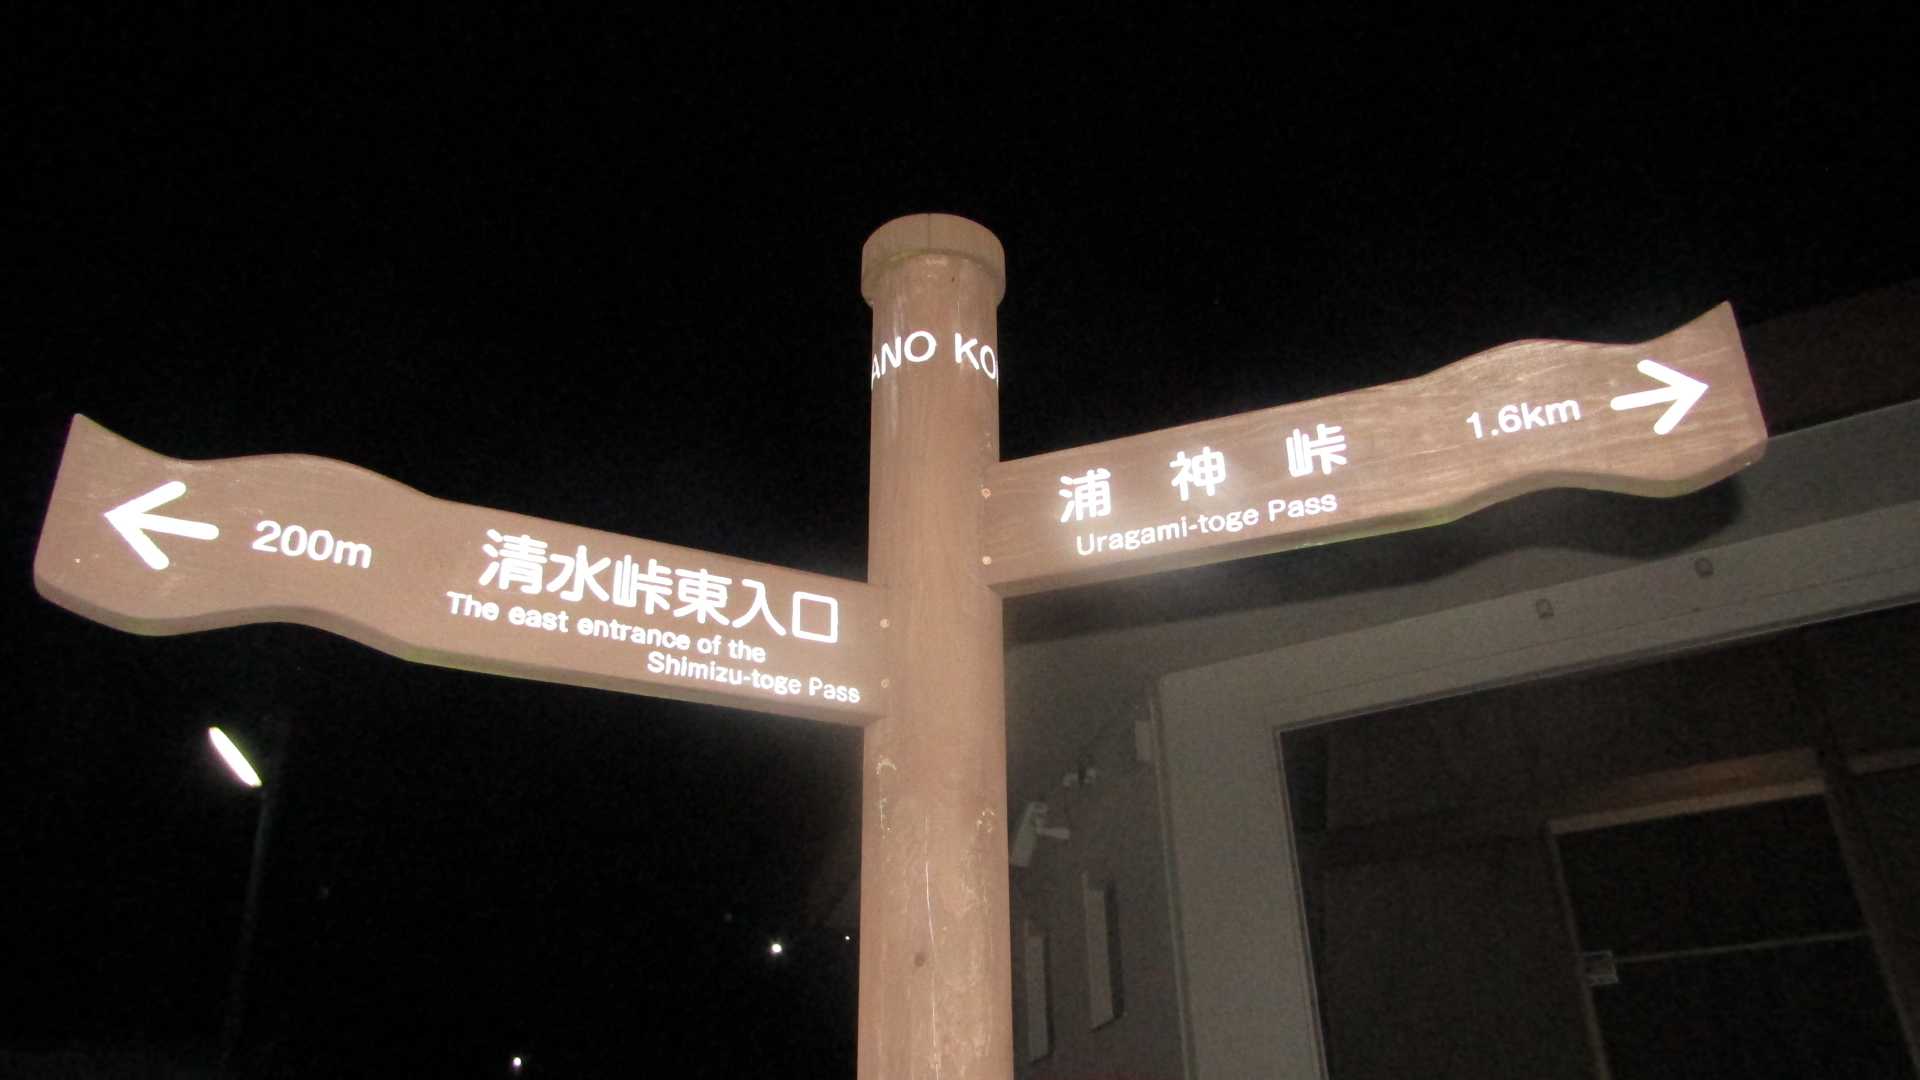 ANO KO
200m
清水峠東入口
The east entrance of the
Shimizu-toge Pass
浦神峠
1.6km
Uragami-toge Pass